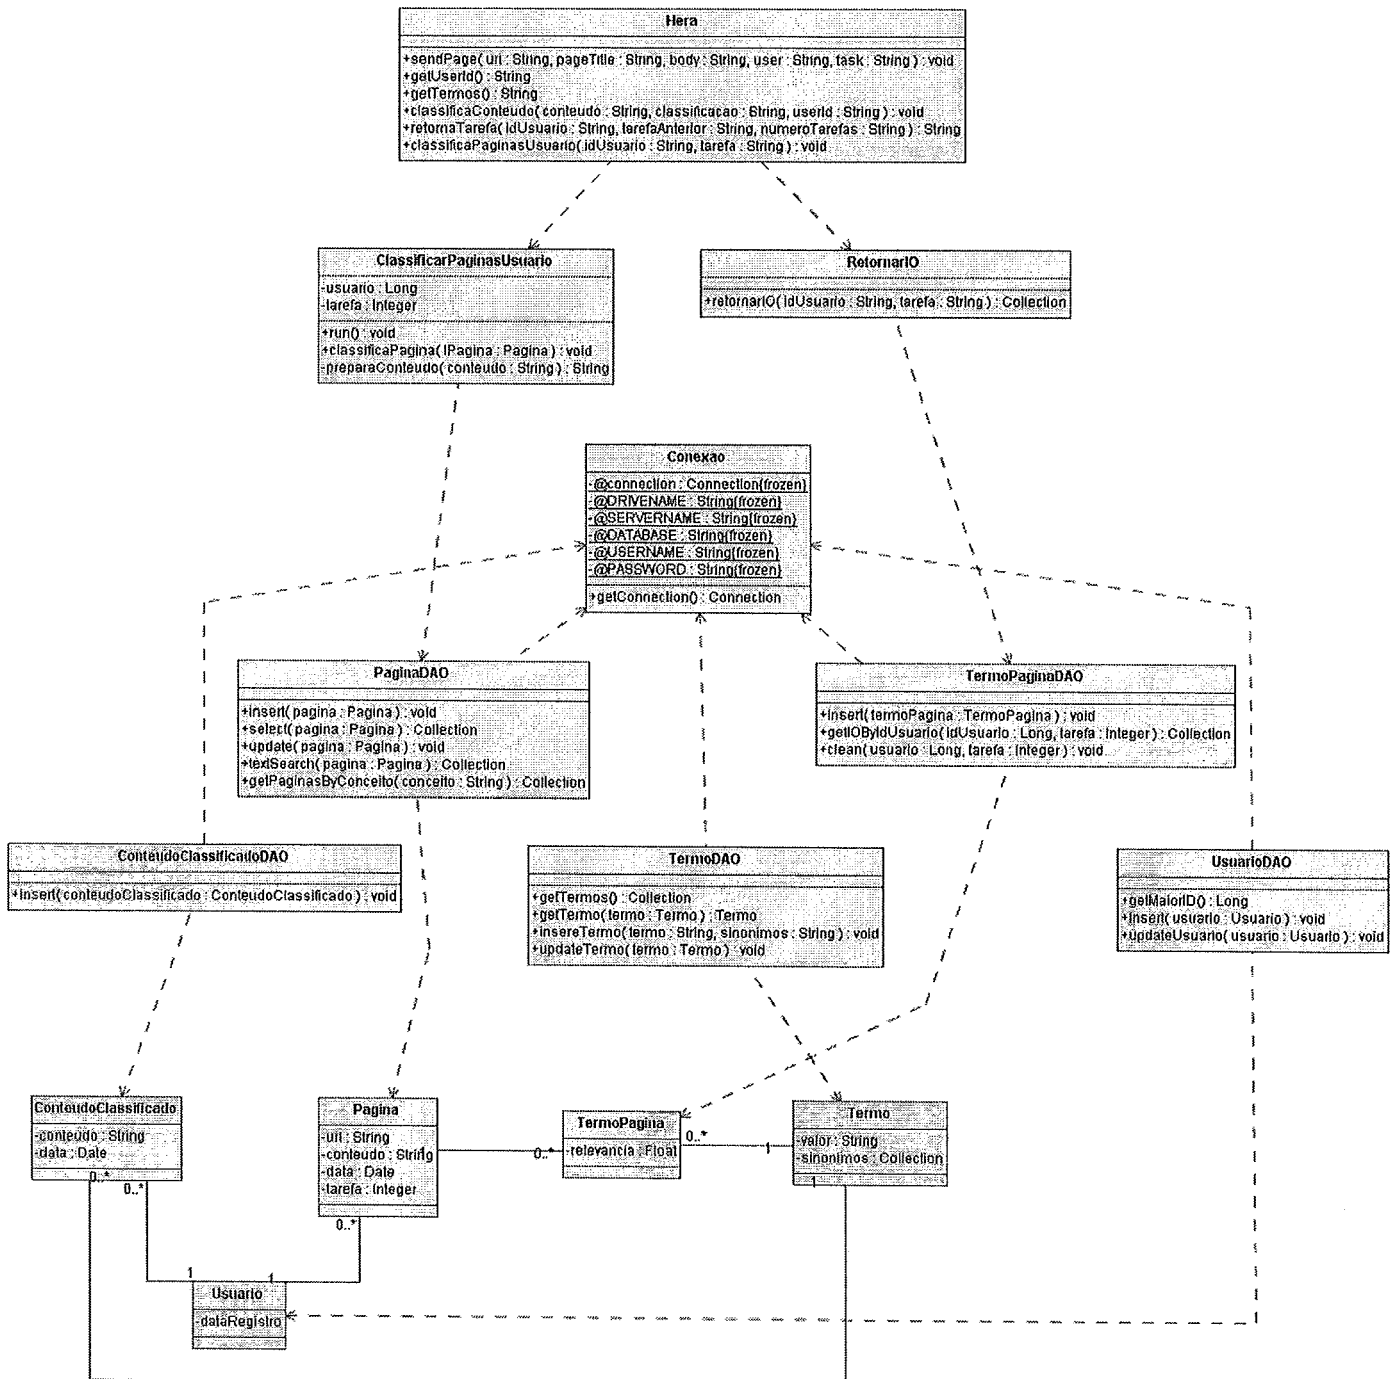 Hera
+sendPage( url : String, pageTitle : String, body : String, user : String, task : String ) : void
+getUserId() : String
+getTermos() : String
+classificaConteudo( conteudo : String, classificacao : String, userId : String ) : void
+retornaTarefa( idUsuario : String, tarefaAnterior : String, numeroTarefas : String ) : String
+classificaPaginasUsuario( idUsuario : String, tarefa : String ) : void
ClassificarPaginasUsuario
-usuario : Long
-tarefa : Integer
+run() : void
+classificaPagina( lPagina : Pagina ) : void
-preparaConteudo( conteudo : String ) : String
RetornarIO
+retornarIO( idUsuario : String, tarefa : String ) : Collection
Conexao
-@connection : Connection{frozen}
-@DRIVENAME : String{frozen}
-@SERVERNAME : String{frozen}
-@DATABASE : String{frozen}
-@USERNAME : String{frozen}
-@PASSWORD : String{frozen}
+getConnection() : Connection
PaginaDAO
+insert( pagina : Pagina ) : void
+select( pagina : Pagina ) : Collection
+update( pagina : Pagina ) : void
+textSearch( pagina : Pagina ) : Collection
+getPaginasByConceito( conceito : String ) : Collection
TermoPaginaDAO
+insert( termoPagina : TermoPagina ) : void
+getIOByIdUsuario( idUsuario : Long, tarefa : Integer ) : Collection
+clean( usuario : Long, tarefa : Integer ) : void
ConteudoClassificadoDAO
+insert( conteudoClassificado : ConteudoClassificado ) : void
TermoDAO
+getTermos() : Collection
+getTermo( termo : Termo ) : Termo
+insereTermo( termo : String, sinonimos : String ) : void
+updateTermo( termo : Termo ) : void
UsuarioDAO
+getMaiorID() : Long
+insert( usuario : Usuario ) : void
+updateUsuario( usuario : Usuario ) : void
ConteudoClassificado
-conteudo : String
-data : Date
0..*
0..*
Pagina
-url : String
-conteudo : String
-data : Date
-tarefa : Integer
1
0..*
0..*
TermoPagina
-relevancia : Float
0..*
1
Termo
-valor : String
-sinonimos : Collection
1
1
1
Usuario
-dataRegistro